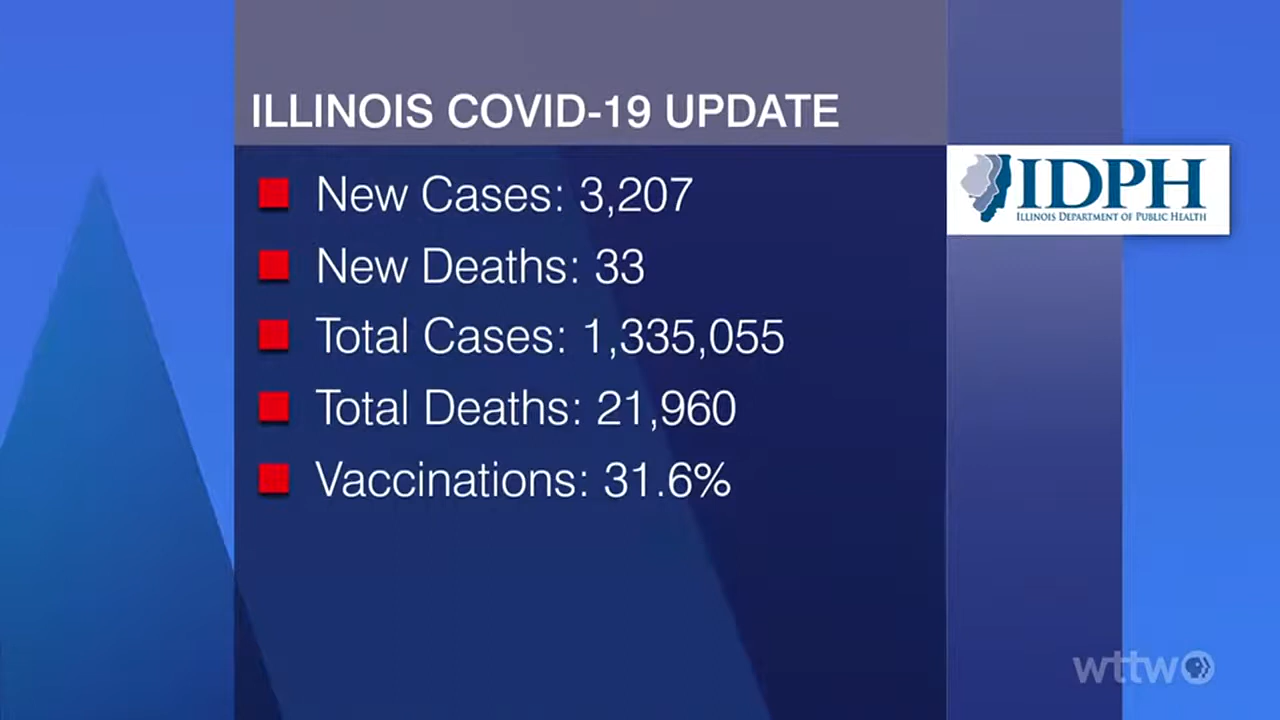 ILLINOIS COVID-19 UPDATE
IDPH
ILLINOIS DEPARTMENT OF PUBLIC HEALTH
New Cases: 3,207
New Deaths: 33
Total Cases: 1,335,055
Total Deaths: 21,960
Vaccinations: 31.6%
wttw